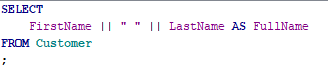 SELECT
FirstName || " " || LastName AS FullName
FROM Customer
;